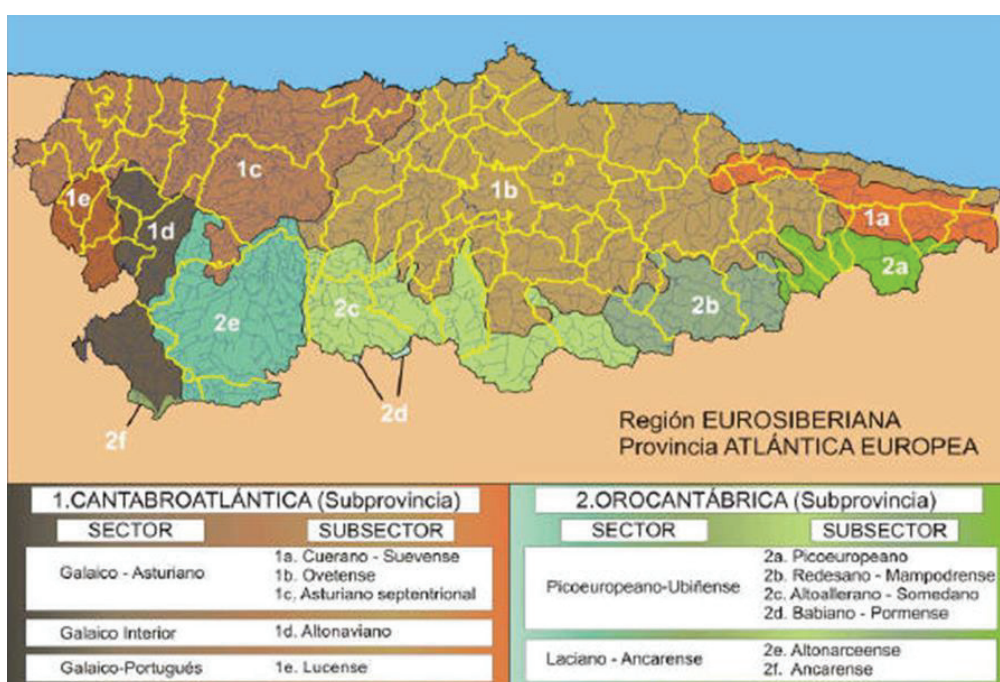 1c
1b
1e
1d
1a
2a
2e
2c
2b
2d
2f
Región EUROSIBERIANA
Provincia ATLÁNTICA EUROPEA
1.CANTABROATLÁNTICA (Subprovincia)
SECTOR
SUBSECTOR
Galaico - Asturiano
1a. Cuerano - Suevense
1b. Ovetense
1c. Asturiano septentrional
Galaico Interior
1d. Altonaviano
Galaico-Portugués
1e. Lucense
2.OROCANTÁBRICA (Subprovincia)
SECTOR
SUBSECTOR
Picoeuropeano-Ubiñense
2a. Picoeuropeano
2b. Redesano - Mampodrense
2c. Altoallerano - Somedano
2d. Babiano - Pormense
Laciano - Ancarense
2e. Altonarceense
2f. Ancarense